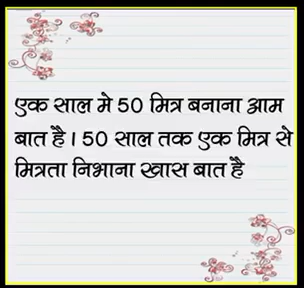 एक साल मे 50 मित्र बनाना आम
बात है। 50 साल तक एक मित्र से
मित्रता निभाना खास बात है